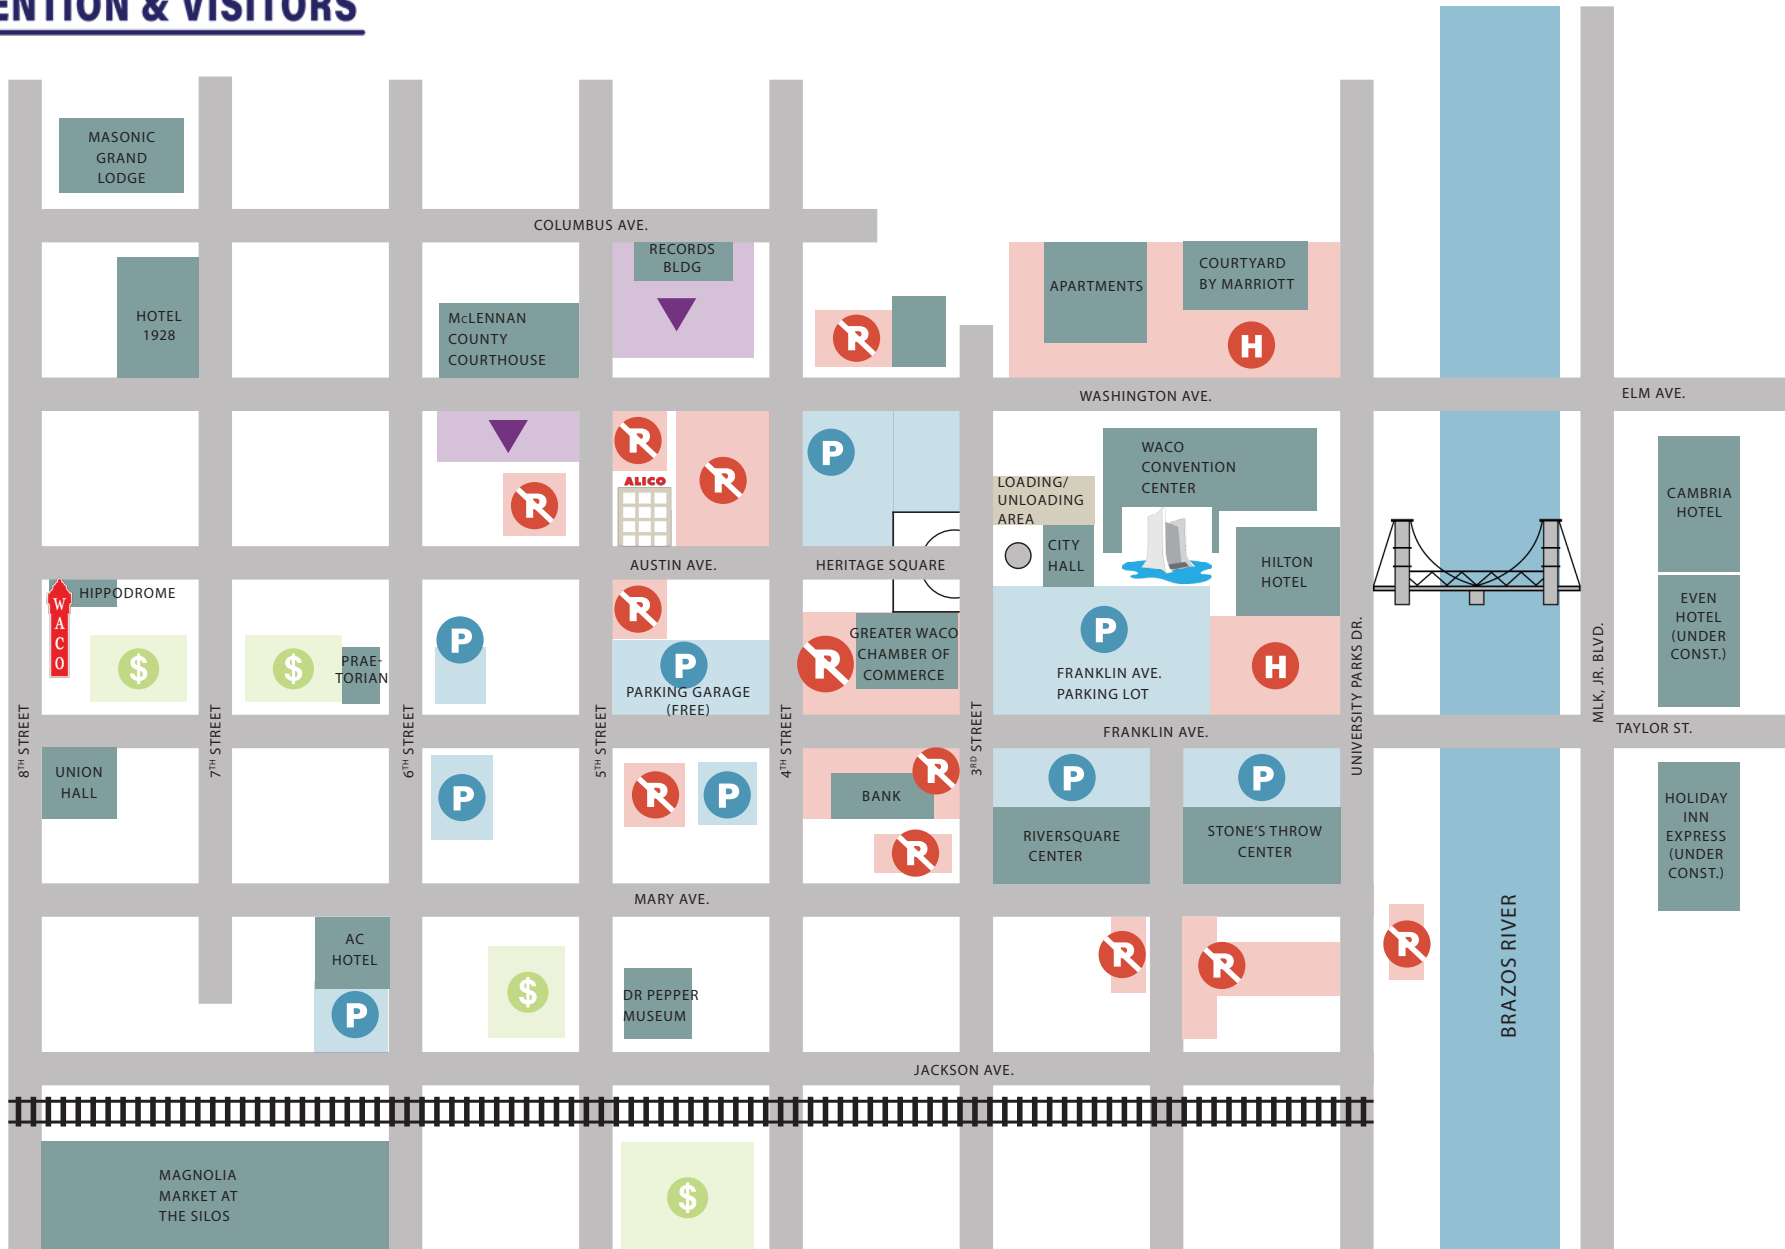 ENTION & VISITORS
MASONIC
GRAND
LODGE
COLUMBUS AVE.
RECORDS
BLDG
HOTEL
1928
McLENNAN
COUNTY
COURTHOUSE
R
APARTMENTS
COURTYARD
BY MARRIOTT
H
WASHINGTON AVE.
ELM AVE.
R
R
R
ALICO
P
WACO
CONVENTION
CENTER
LOADING/
UNLOADING
AREA
CITY
HALL
HILTON
HOTEL
CAMBRIA
HOTEL
AUSTIN AVE.
HERITAGE SQUARE
HIPPODROME
WACO
$
$
PRAE-
TORIAN
P
R
P
PARKING GARAGE
(FREE)
R
GREATER WACO
CHAMBER OF
COMMERCE
P
FRANKLIN AVE.
PARKING LOT
H
EVEN
HOTEL
(UNDER
CONST.)
8TH STREET
7TH STREET
6TH STREET
5TH STREET
4TH STREET
3RD STREET
UNIVERSITY PARKS DR.
MLK, JR. BLVD.
FRANKLIN AVE.
TAYLOR ST.
UNION
HALL
P
R
P
BANK
R
R
P
RIVERSQUARE
CENTER
P
STONE'S THROW
CENTER
HOLIDAY
INN
EXPRESS
(UNDER
CONST.)
MARY AVE.
AC
HOTEL
P
$
DR PEPPER
MUSEUM
R
R
R
BRAZOS RIVER
JACKSON AVE.
MAGNOLIA
MARKET AT
THE SILOS
$